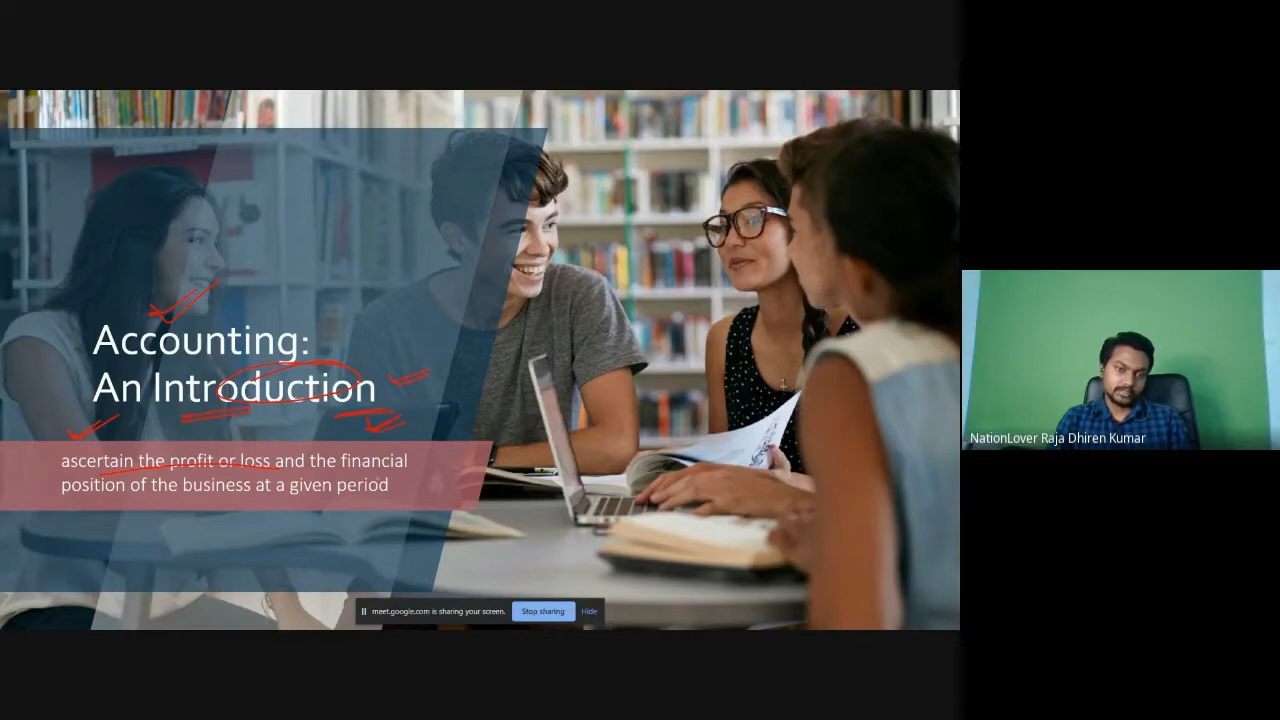 Accounting:
An Introduction
ascertain the profit or loss and the financial
position of the business at a given period
meet.google.com is sharing your screen. Stop sharing Hide
NationLover Raja Dhiren Kumar